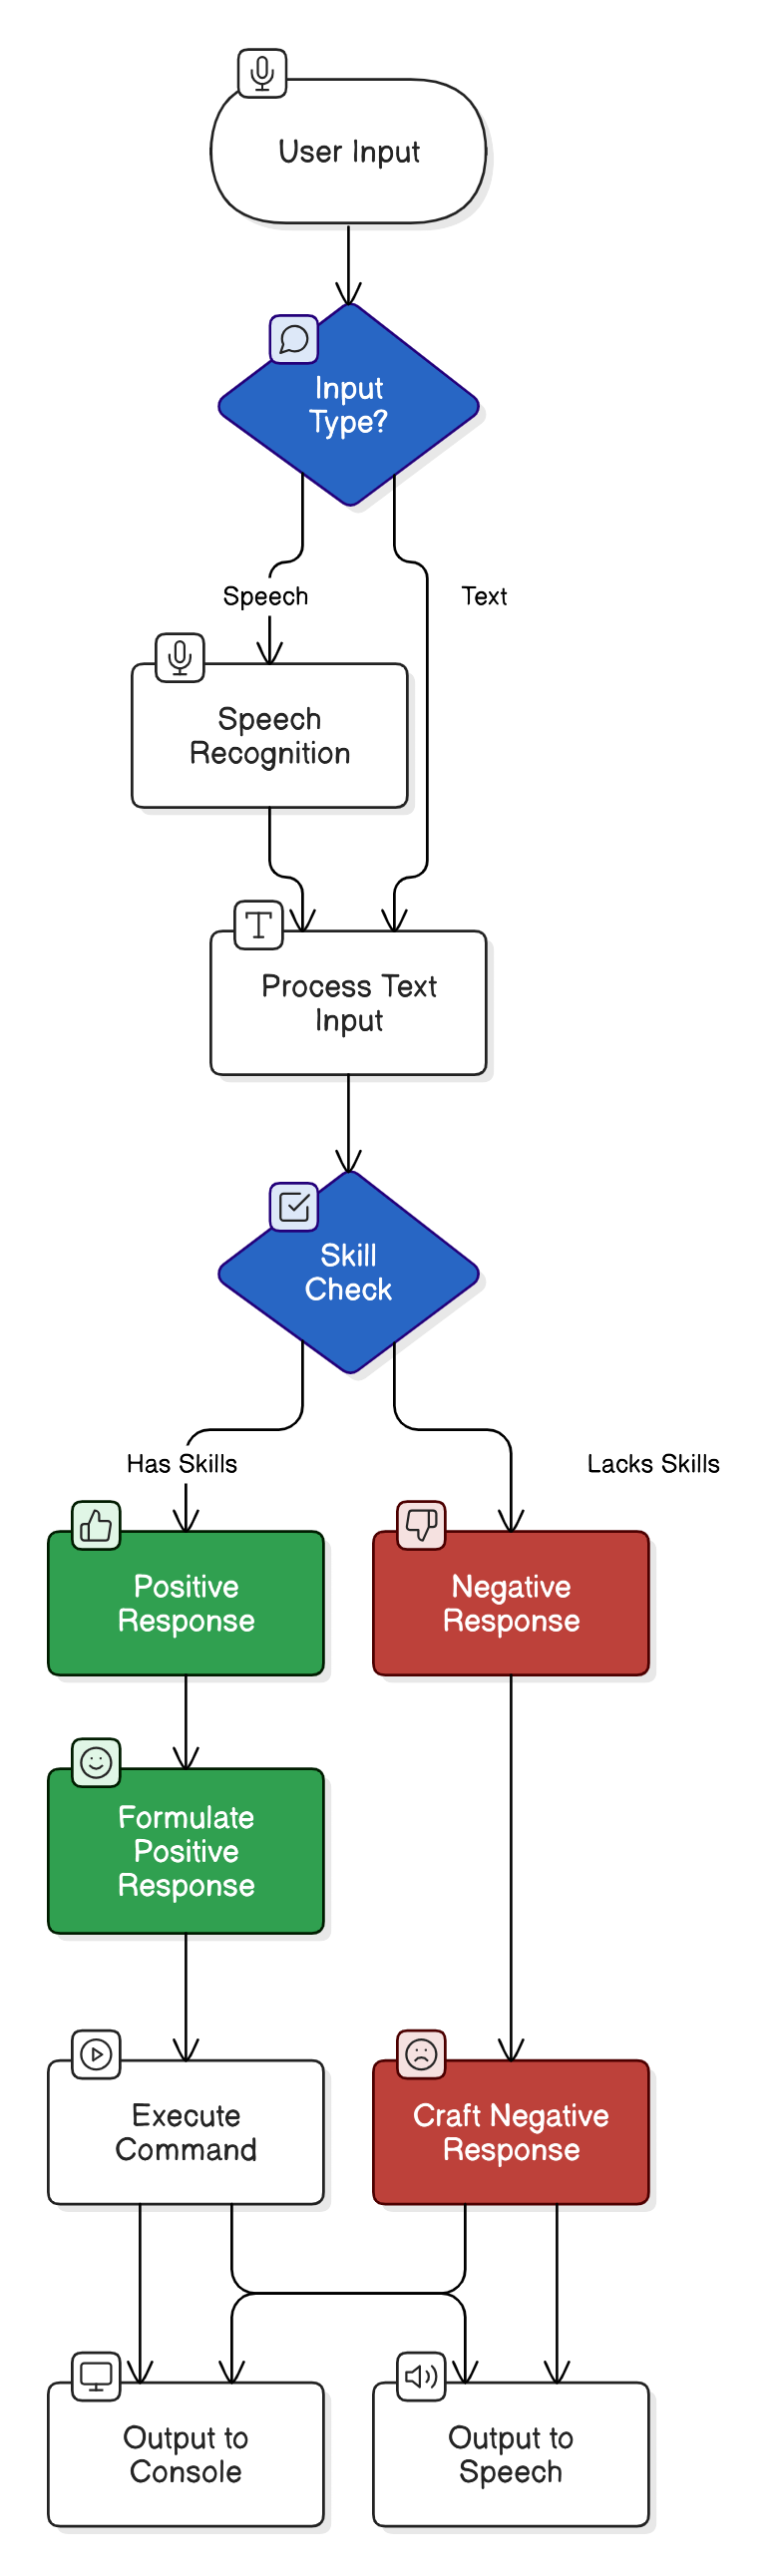 User Input
Input
Type?
Speech
Text
Speech
Recognition
Process Text
Input
Skill
Check
Has Skills
Lacks Skills
Positive
Response
Negative
Response
Formulate
Positive
Response
Execute
Command
Craft Negative
Response
Output to
Console
Output to
Speech